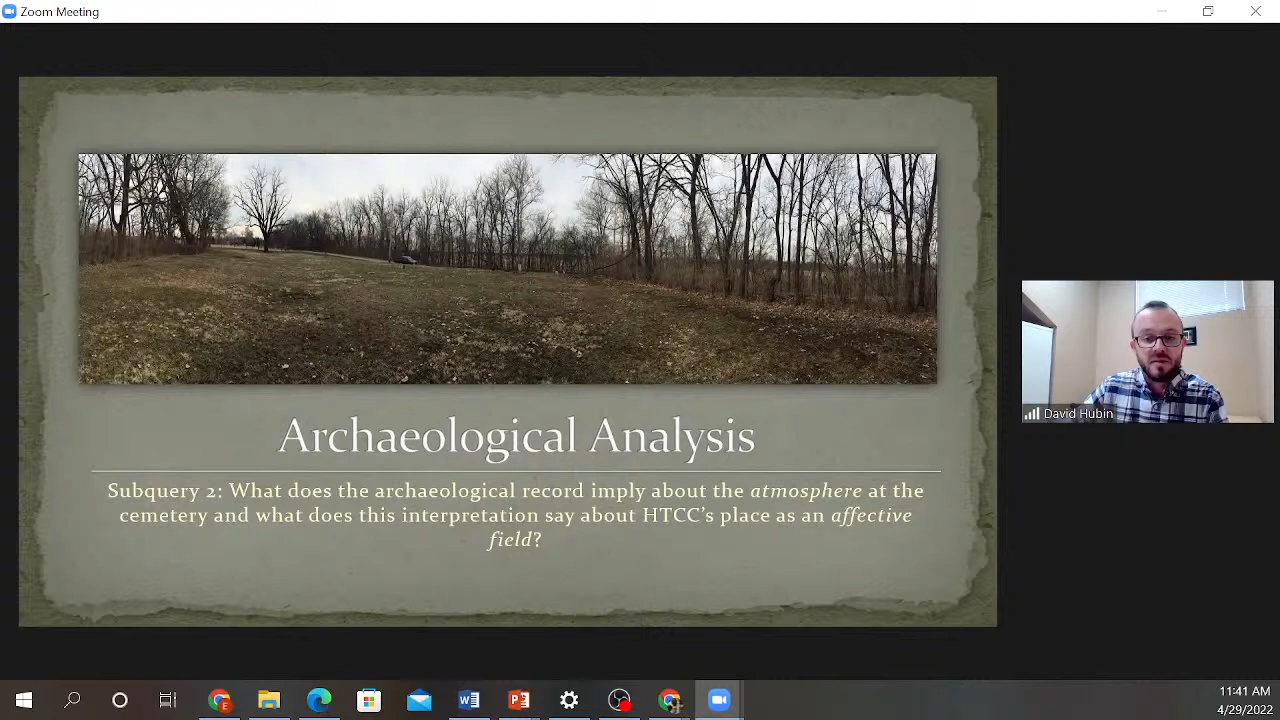 Zoom Meeting
Archaeological Analysis
Subquery 2: What does the archaeological record imply about the atmosphere at the
cemetery and what does this interpretation say about HTCC’s place as an affective
field?
David Hubin
11:41 AM
4/29/2022